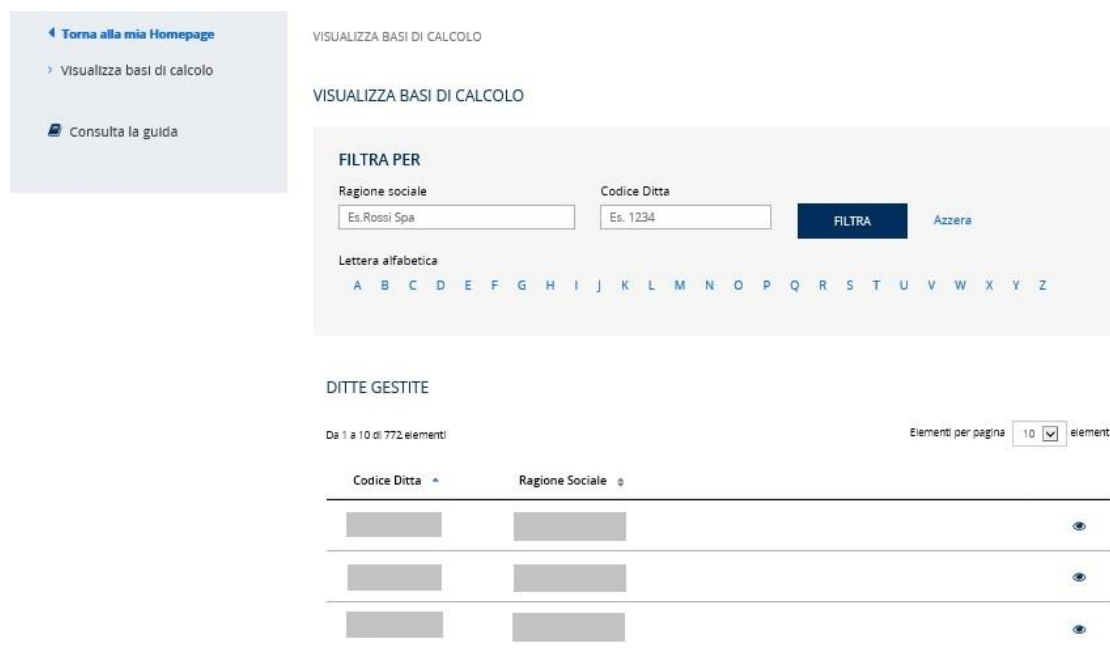 Torna alla mia Homepage
Visualizza basi di calcolo
Consulta la guida
VISUALIZZA BASI DI CALCOLO
VISUALIZZA BASI DI CALCOLO
FILTRA PER
Ragione sociale Codice Ditta
Es.Rossi Spa Es. 1234 FILTRA Azzera
Lettera alfabetica
A B C D E F G H I J K L M N O P Q R S T U V W X Y Z
DITTE GESTITE
Da 1 a 10 di 772 elementi Elementi per pagina 10 element
Codice Ditta Ragione Sociale